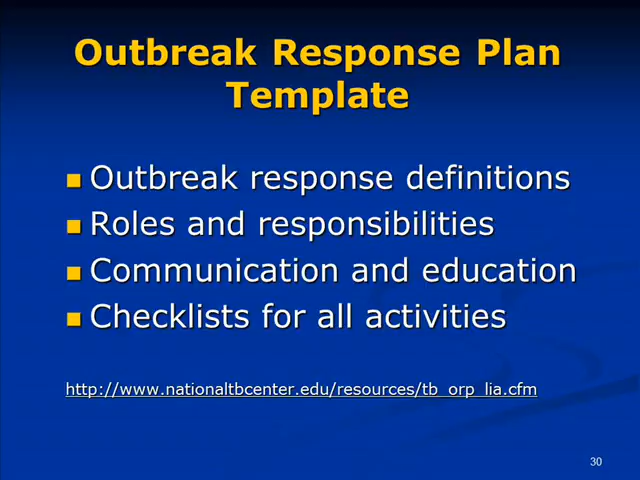 Outbreak Response Plan
Template
Outbreak response definitions
Roles and responsibilities
Communication and education
Checklists for all activities
http://www.nationaltbcenter.edu/resources/tb_orp_lia.cfm
30